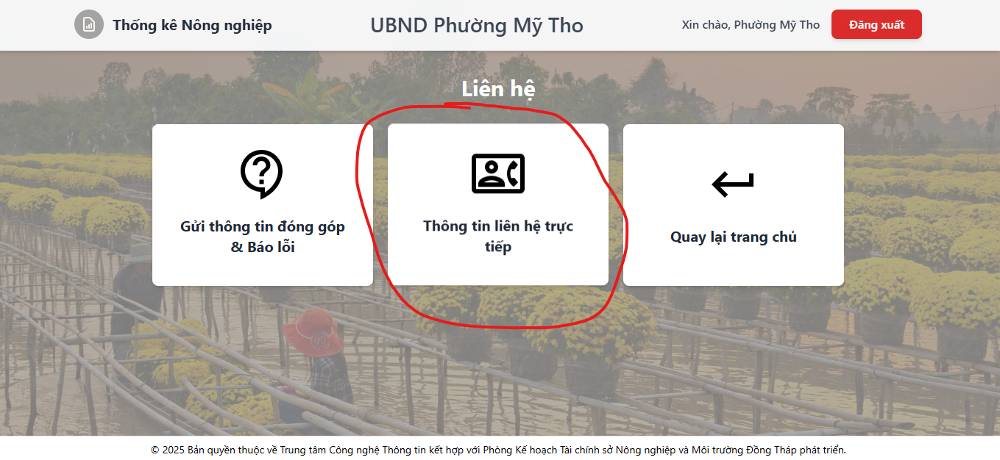 Thống kê Nông nghiệp
UBND Phường Mỹ Tho
Xin chào, Phường Mỹ Tho
Đăng xuất
Liên hệ
Gửi thông tin đóng góp
& Báo lỗi
Thông tin liên hệ trực
tiếp
Quay lại trang chủ
© 2025 Bản quyền thuộc về Trung tâm Công nghệ Thông tin kết hợp với Phòng Kế hoạch Tài chính sở Nông nghiệp và Môi trường Đồng Tháp phát triển.